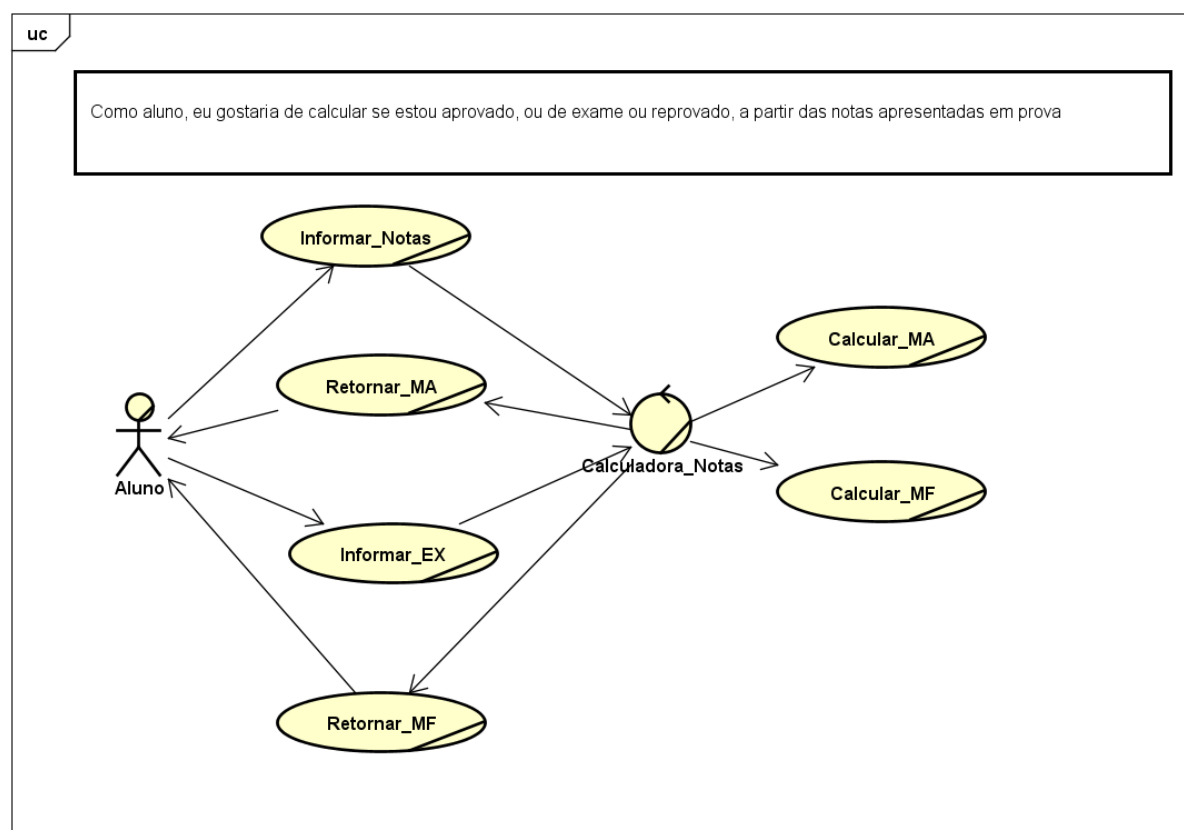 uc
Como aluno, eu gostaria de calcular se estou aprovado, ou de exame ou reprovado, a partir das notas apresentadas em prova
Informar_Notas
Calcular_MA
Retornar_MA
Calculadora_Notas
Aluno
Calcular_MF
Informar_EX
Retornar_MF